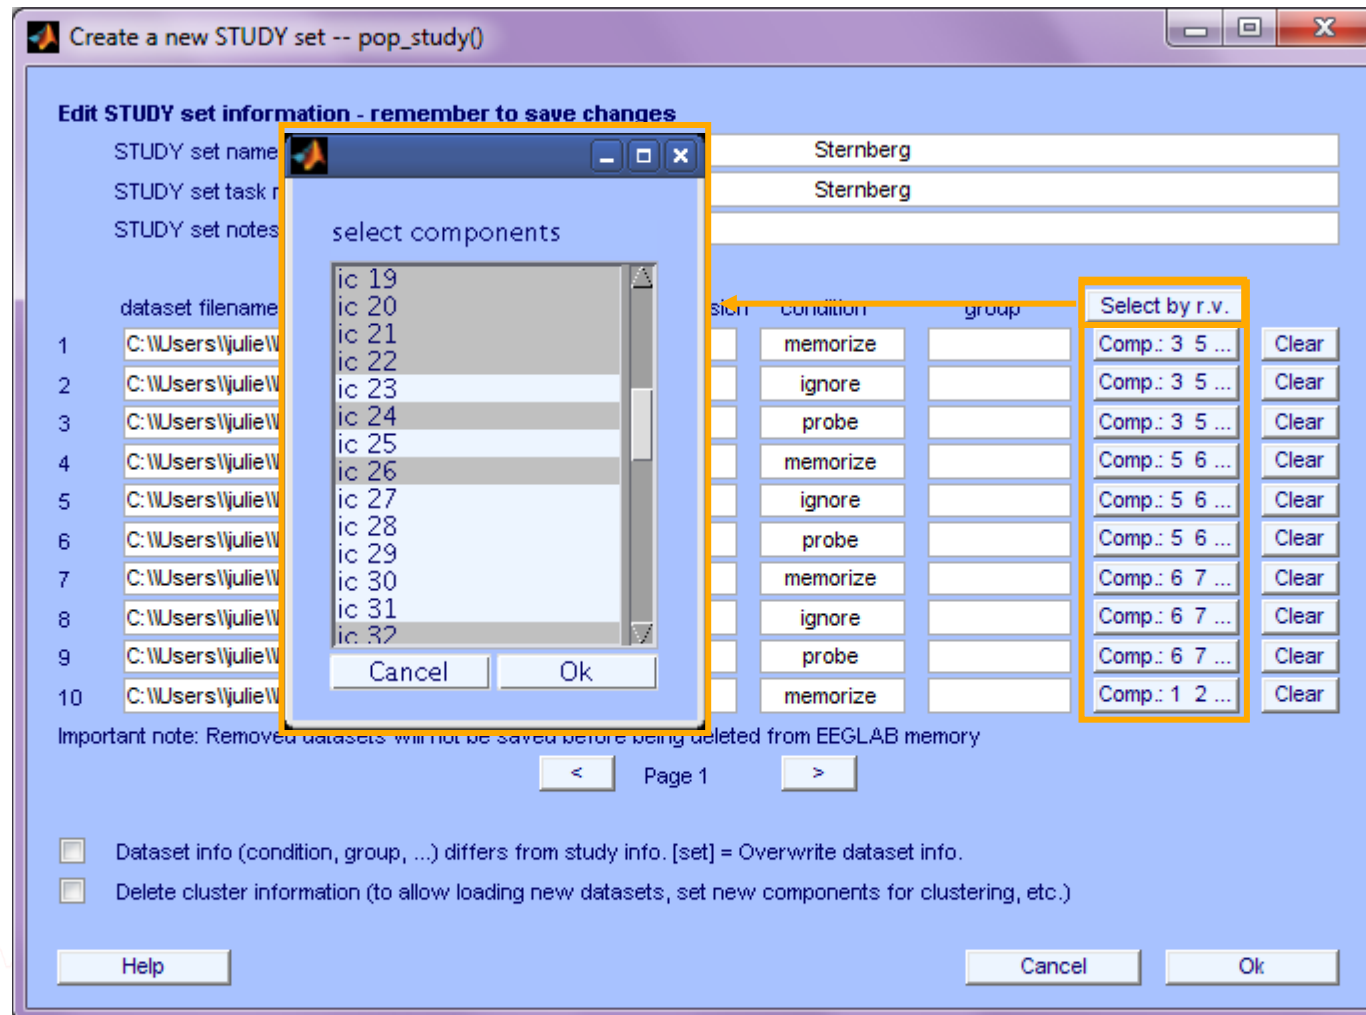 Create a new STUDY set -- pop_study()
Edit STUDY set information - remember to save changes
STUDY set name Sternberg
STUDY set task Sternberg
STUDY set notes
select components
ic 19
ic 20
ic 21
ic 22
ic 23
ic 24
ic 25
ic 26
ic 27
ic 28
ic 29
ic 30
ic 31
ic 32
Cancel Ok
dataset filename condition group Select by r.v.
1 C:\\Users\\julie\\ memorize Comp.: 3 5 ... Clear
2 C:\\Users\\julie\\ ignore Comp.: 3 5 ... Clear
3 C:\\Users\\julie\\ probe Comp.: 3 5 ... Clear
4 C:\\Users\\julie\\ memorize Comp.: 5 6 ... Clear
5 C:\\Users\\julie\\ ignore Comp.: 5 6 ... Clear
6 C:\\Users\\julie\\ probe Comp.: 5 6 ... Clear
7 C:\\Users\\julie\\ memorize Comp.: 6 7 ... Clear
8 C:\\Users\\julie\\ ignore Comp.: 6 7 ... Clear
9 C:\\Users\\julie\\ probe Comp.: 6 7 ... Clear
10 C:\\Users\\julie\\ memorize Comp.: 1 2 ... Clear
Important note: Removed datasets will not be saved before being deleted from EEGLAB memory
< Page 1 >
Dataset info (condition, group, ...) differs from study info. [set] = Overwrite dataset info.
Delete cluster information (to allow loading new datasets, set new components for clustering, etc.)
Help Cancel Ok